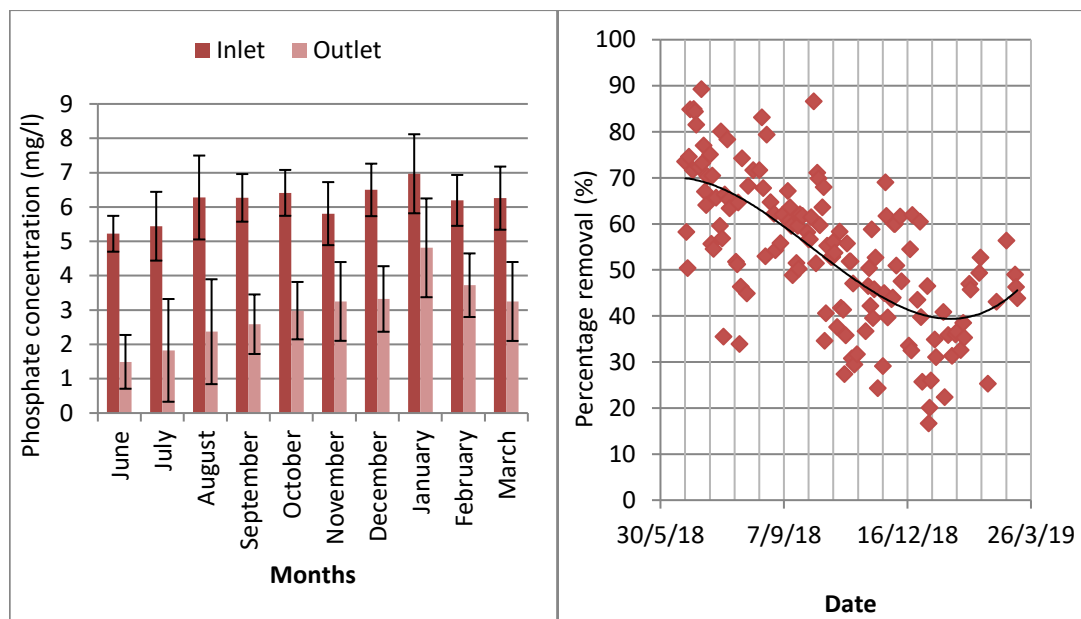 Inlet Outlet
Phosphate concentration (mg/l)
9
8
7
6
5
4
3
2
1
0
June
July
August
September
October
November
December
January
February
March
Months
Percentage removal (%)
100
90
80
70
60
50
40
30
20
10
0
30/5/18 7/9/18 16/12/18 26/3/19
Date